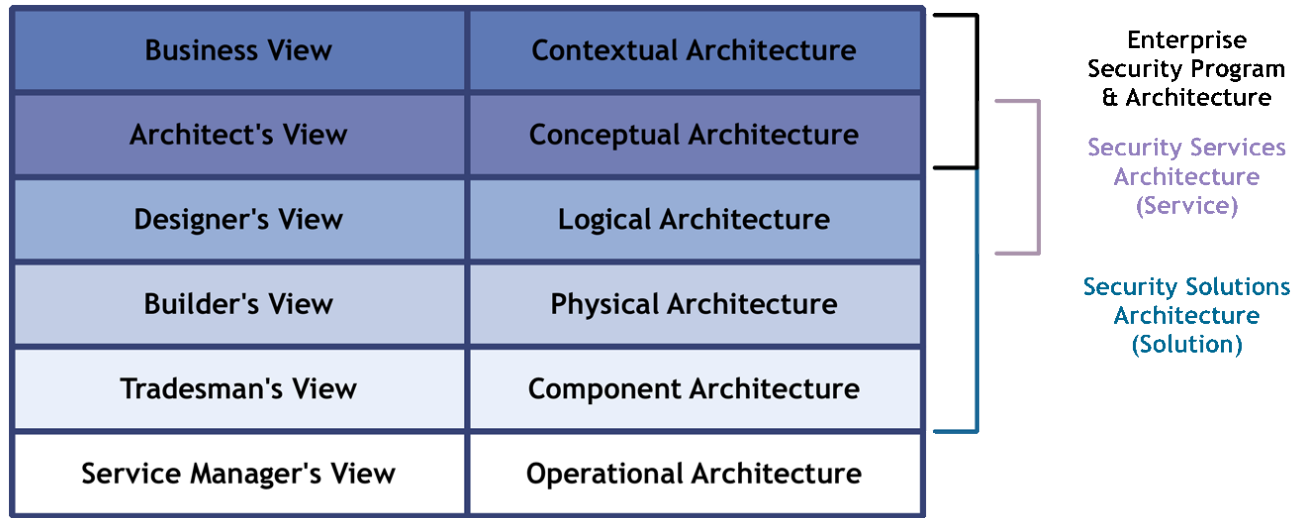 Business View
Contextual Architecture
Architect's View
Conceptual Architecture
Designer's View
Logical Architecture
Builder's View
Physical Architecture
Tradesman's View
Component Architecture
Service Manager's View
Operational Architecture
Enterprise
Security Program
& Architecture
Security Services
Architecture
(Service)
Security Solutions
Architecture
(Solution)